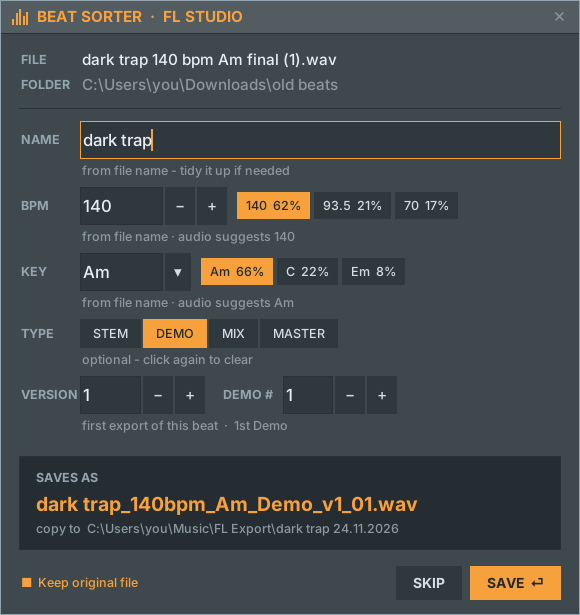 BEAT SORTER · FL STUDIO ×
FILE dark trap 140 bpm Am final (1).wav
FOLDER C:\Users\you\Downloads\old beats
NAME dark trap
from file name - tidy it up if needed
BPM 140 − + 140 62% 93.5 21% 70 17%
from file name · audio suggests 140
KEY Am ▾ Am 66% C 22% Em 8%
from file name · audio suggests Am
TYPE STEM DEMO MIX MASTER
optional - click again to clear
VERSION 1 − + DEMO # 1 − +
first export of this beat · 1st Demo
SAVES AS
dark trap_140bpm_Am_Demo_v1_01.wav
copy to C:\Users\you\Music\FL Export\dark trap 24.11.2026
Keep original file SKIP SAVE ⏎